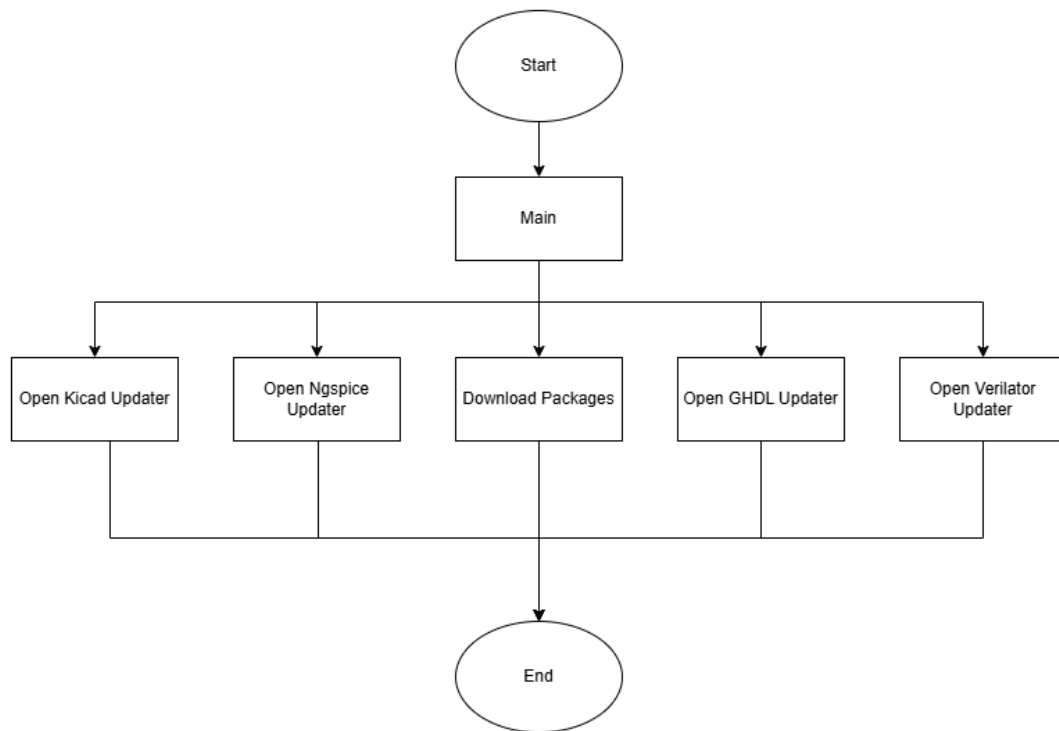 Start
Main
Open Kicad Updater
Open Ngspice
Updater
Download Packages
Open GHDL Updater
Open Verilator
Updater
End